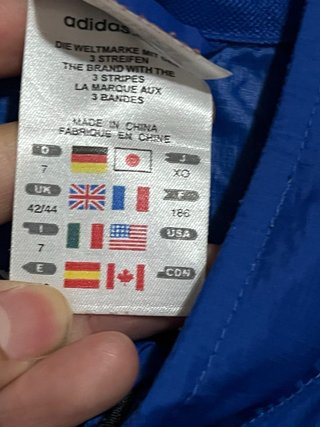 adidas
DIE WELTMARKE MIT DEN
3 STREIFEN
THE BRAND WITH THE
3 STRIPES
LA MARQUE AUX
3 BANDES
MADE IN CHINA
FABRIQUE EN CHINE
D J
7 XO
UK F
42/44 186
I USA
7
E CDN